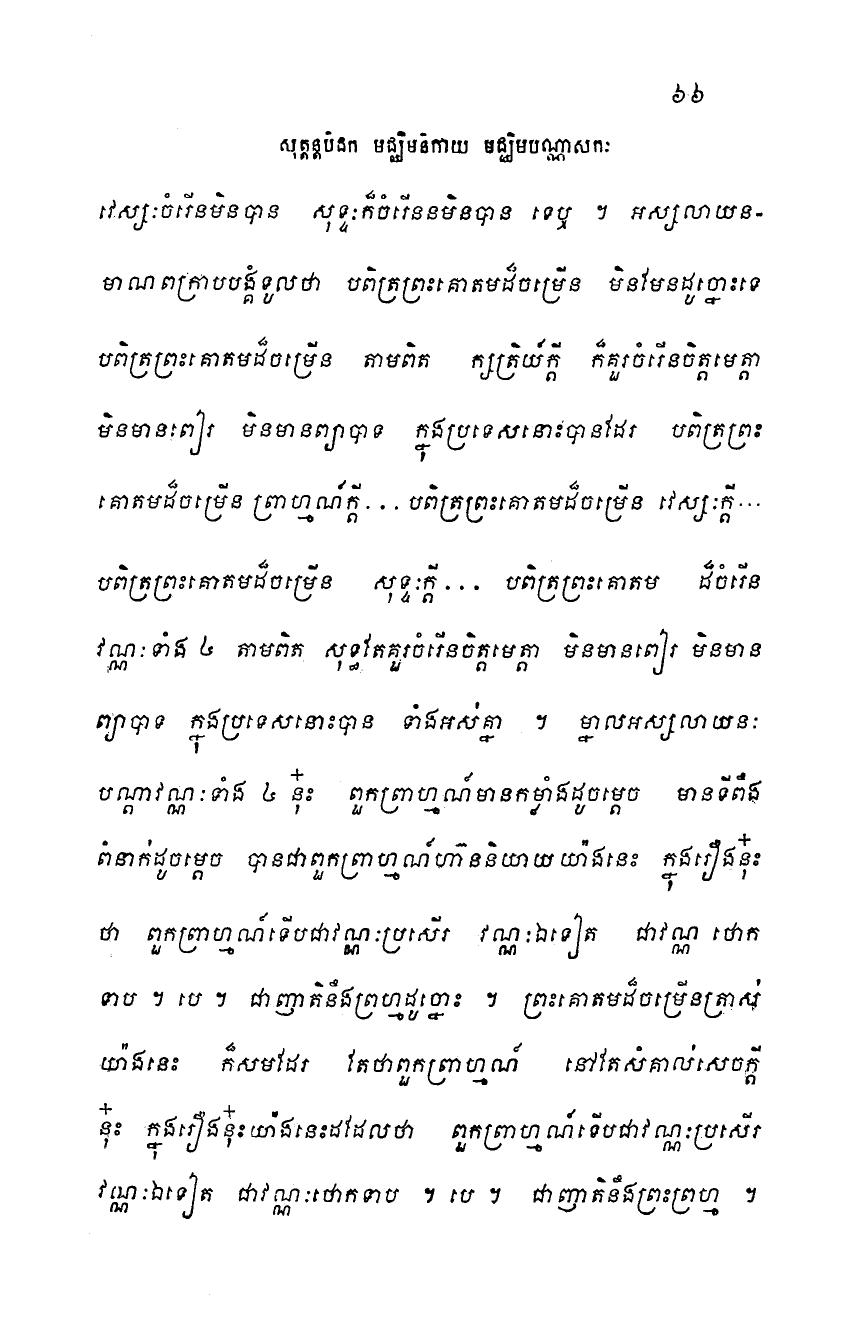 ៦៦
សុត្តន្តបិដក មជ្ឈិមនិកាយ មជ្ឈិមបណ្ណាសកៈ
វេស្សៈចំរើនមិនបាន សុទ្ទៈក៏ចំរើននមិនបាន ទេឬ ។ អស្សលាយន-
មាណពក្រាបបង្គំទូលថា បពិត្រព្រះគោតមដ៏ចម្រើន មិនមែនដូច្នោះទេ
បពិត្រព្រះគោតមដ៏ចម្រើន តាមពិត ក្សត្រិយ៍ក្តី ក៏គួរចំរើនចិត្តមេត្តា
មិនមានពៀរ មិនមានព្យាបាទ ក្នុងប្រទេសនោះបានដែរ បពិត្រព្រះ
គោតមដ៏ចម្រើន ព្រាហ្មណ៍ក្តី... បពិត្រព្រះគោតមដ៏ចម្រើន វេស្សៈក្តី...
បពិត្រព្រះគោតមដ៏ចម្រើន សុទ្ទៈក្តី... បពិត្រព្រះគោតម ដ៏ចំរើន
វណ្ណៈទាំង ៤ តាមពិត សុទ្ធតែគួរចំរើនចិត្តមេត្តា មិនមានពៀរ មិនមាន
ព្យាបាទ ក្នុងប្រទេសនោះបាន ទាំងអស់គ្នា ។ ម្នាលអស្សលាយនៈ
បណ្តាវណ្ណៈទាំង ៤ នុ៎ះ ពួកព្រាហ្មណ៍មានកម្លាំងដូចម្តេច មានទីពឹង
ពំនាក់ដូចម្តេច បានជាពួកព្រាហ្មណ៍ហ៊ាននិយាយយ៉ាងនេះ ក្នុងរឿងនុ៎ះ
ថា ពួកព្រាហ្មណ៍ទើបជាវណ្ណៈប្រសើរ វណ្ណៈឯទៀត ជាវណ្ណ ថោក
ទាប ។ បេ ។ ជាញាតិនឹងព្រហ្មដូច្នោះ ។ ព្រះគោតមដ៏ចម្រើនត្រាស់
យ៉ាងនេះ ក៏សមដែរ តែថាពួកព្រាហ្មណ៍ នៅតែសំគាល់សេចក្តី
នុ៎ះ ក្នុងរឿងនុ៎ះយ៉ាងនេះដដែលថា ពួកព្រាហ្មណ៍ទើបជាវណ្ណៈប្រសើរ
វណ្ណៈឯទៀត ជាវណ្ណៈថោកទាប ។ បេ ។ ជាញាតិនឹងព្រះព្រហ្ម ។